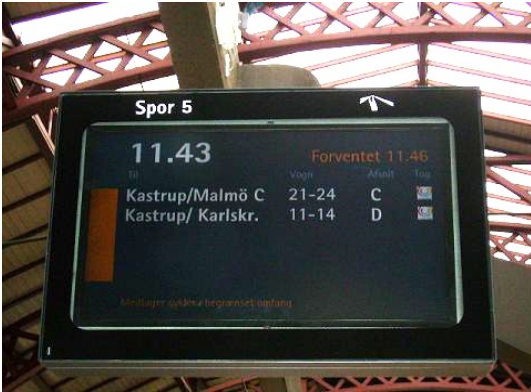 Spor 5
11.43 Forventet 11.46
Til Vogn Afsnit Tog
Kastrup/Malmö C 21-24 C
Kastrup/ Karlskr. 11-14 D
Medtager cykler i begrænset omfang